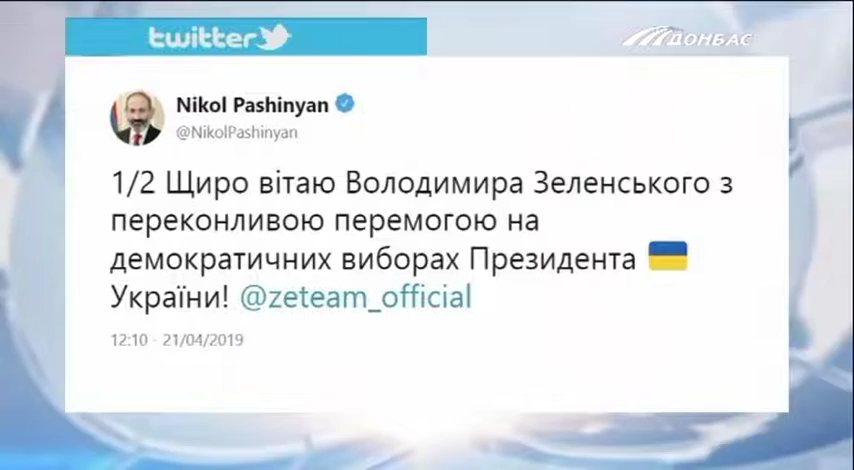 twitter
ДОНБАС
Nikol Pashinyan
@NikolPashinyan
1/2 Щиро вітаю Володимира Зеленського з
переконливою перемогою на
демократичних виборах Президента
України! @zeteam_official
12:10 · 21/04/2019